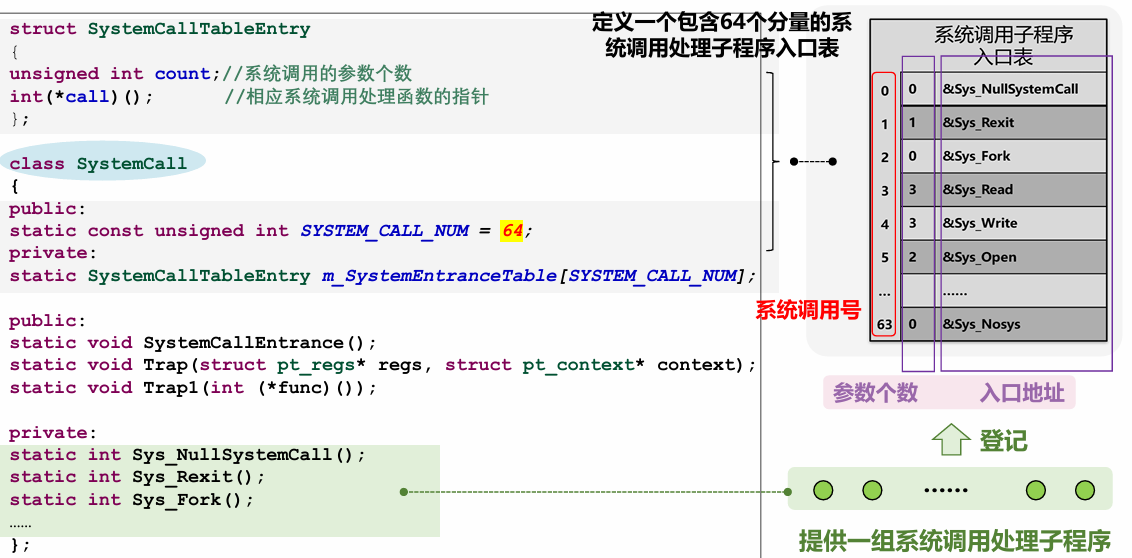 struct SystemCallTableEntry
{
unsigned int count;//系统调用的参数个数
int(*call)(); //相应系统调用处理函数的指针
};
class SystemCall
{
public:
static const unsigned int SYSTEM_CALL_NUM = 64;
private:
static SystemCallTableEntry m_SystemEntranceTable[SYSTEM_CALL_NUM];
public:
static void SystemCallEntrance();
static void Trap(struct pt_regs* regs, struct pt_context* context);
static void Trap1(int (*func)());
private:
static int Sys_NullSystemCall();
static int Sys_Rexit();
static int Sys_Fork();
……
};
定义一个包含64个分量的系
统调用处理子程序入口表
系统调用子程序
入口表
0 0 &Sys_NullSystemCall
1 1 &Sys_Rexit
2 0 &Sys_Fork
3 3 &Sys_Read
4 3 &Sys_Write
5 2 &Sys_Open
... ......
63 0 &Sys_Nosys
系统调用号
参数个数 入口地址
登记
……
提供一组系统调用处理子程序